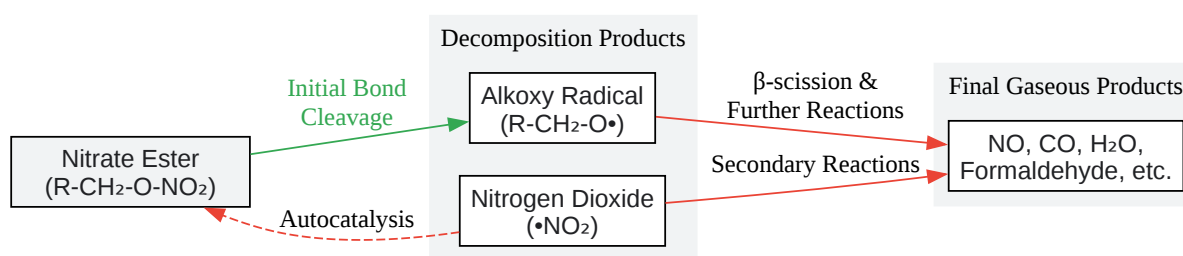 Nitrate Ester
(R-CH₂-O-NO₂)
Initial Bond
Cleavage
Autocatalysis
Decomposition Products
Alkoxy Radical
(R-CH₂-O•)
Nitrogen Dioxide
(•NO₂)
β-scission &
Further Reactions
Secondary Reactions
Final Gaseous Products
NO, CO, H₂O,
Formaldehyde, etc.